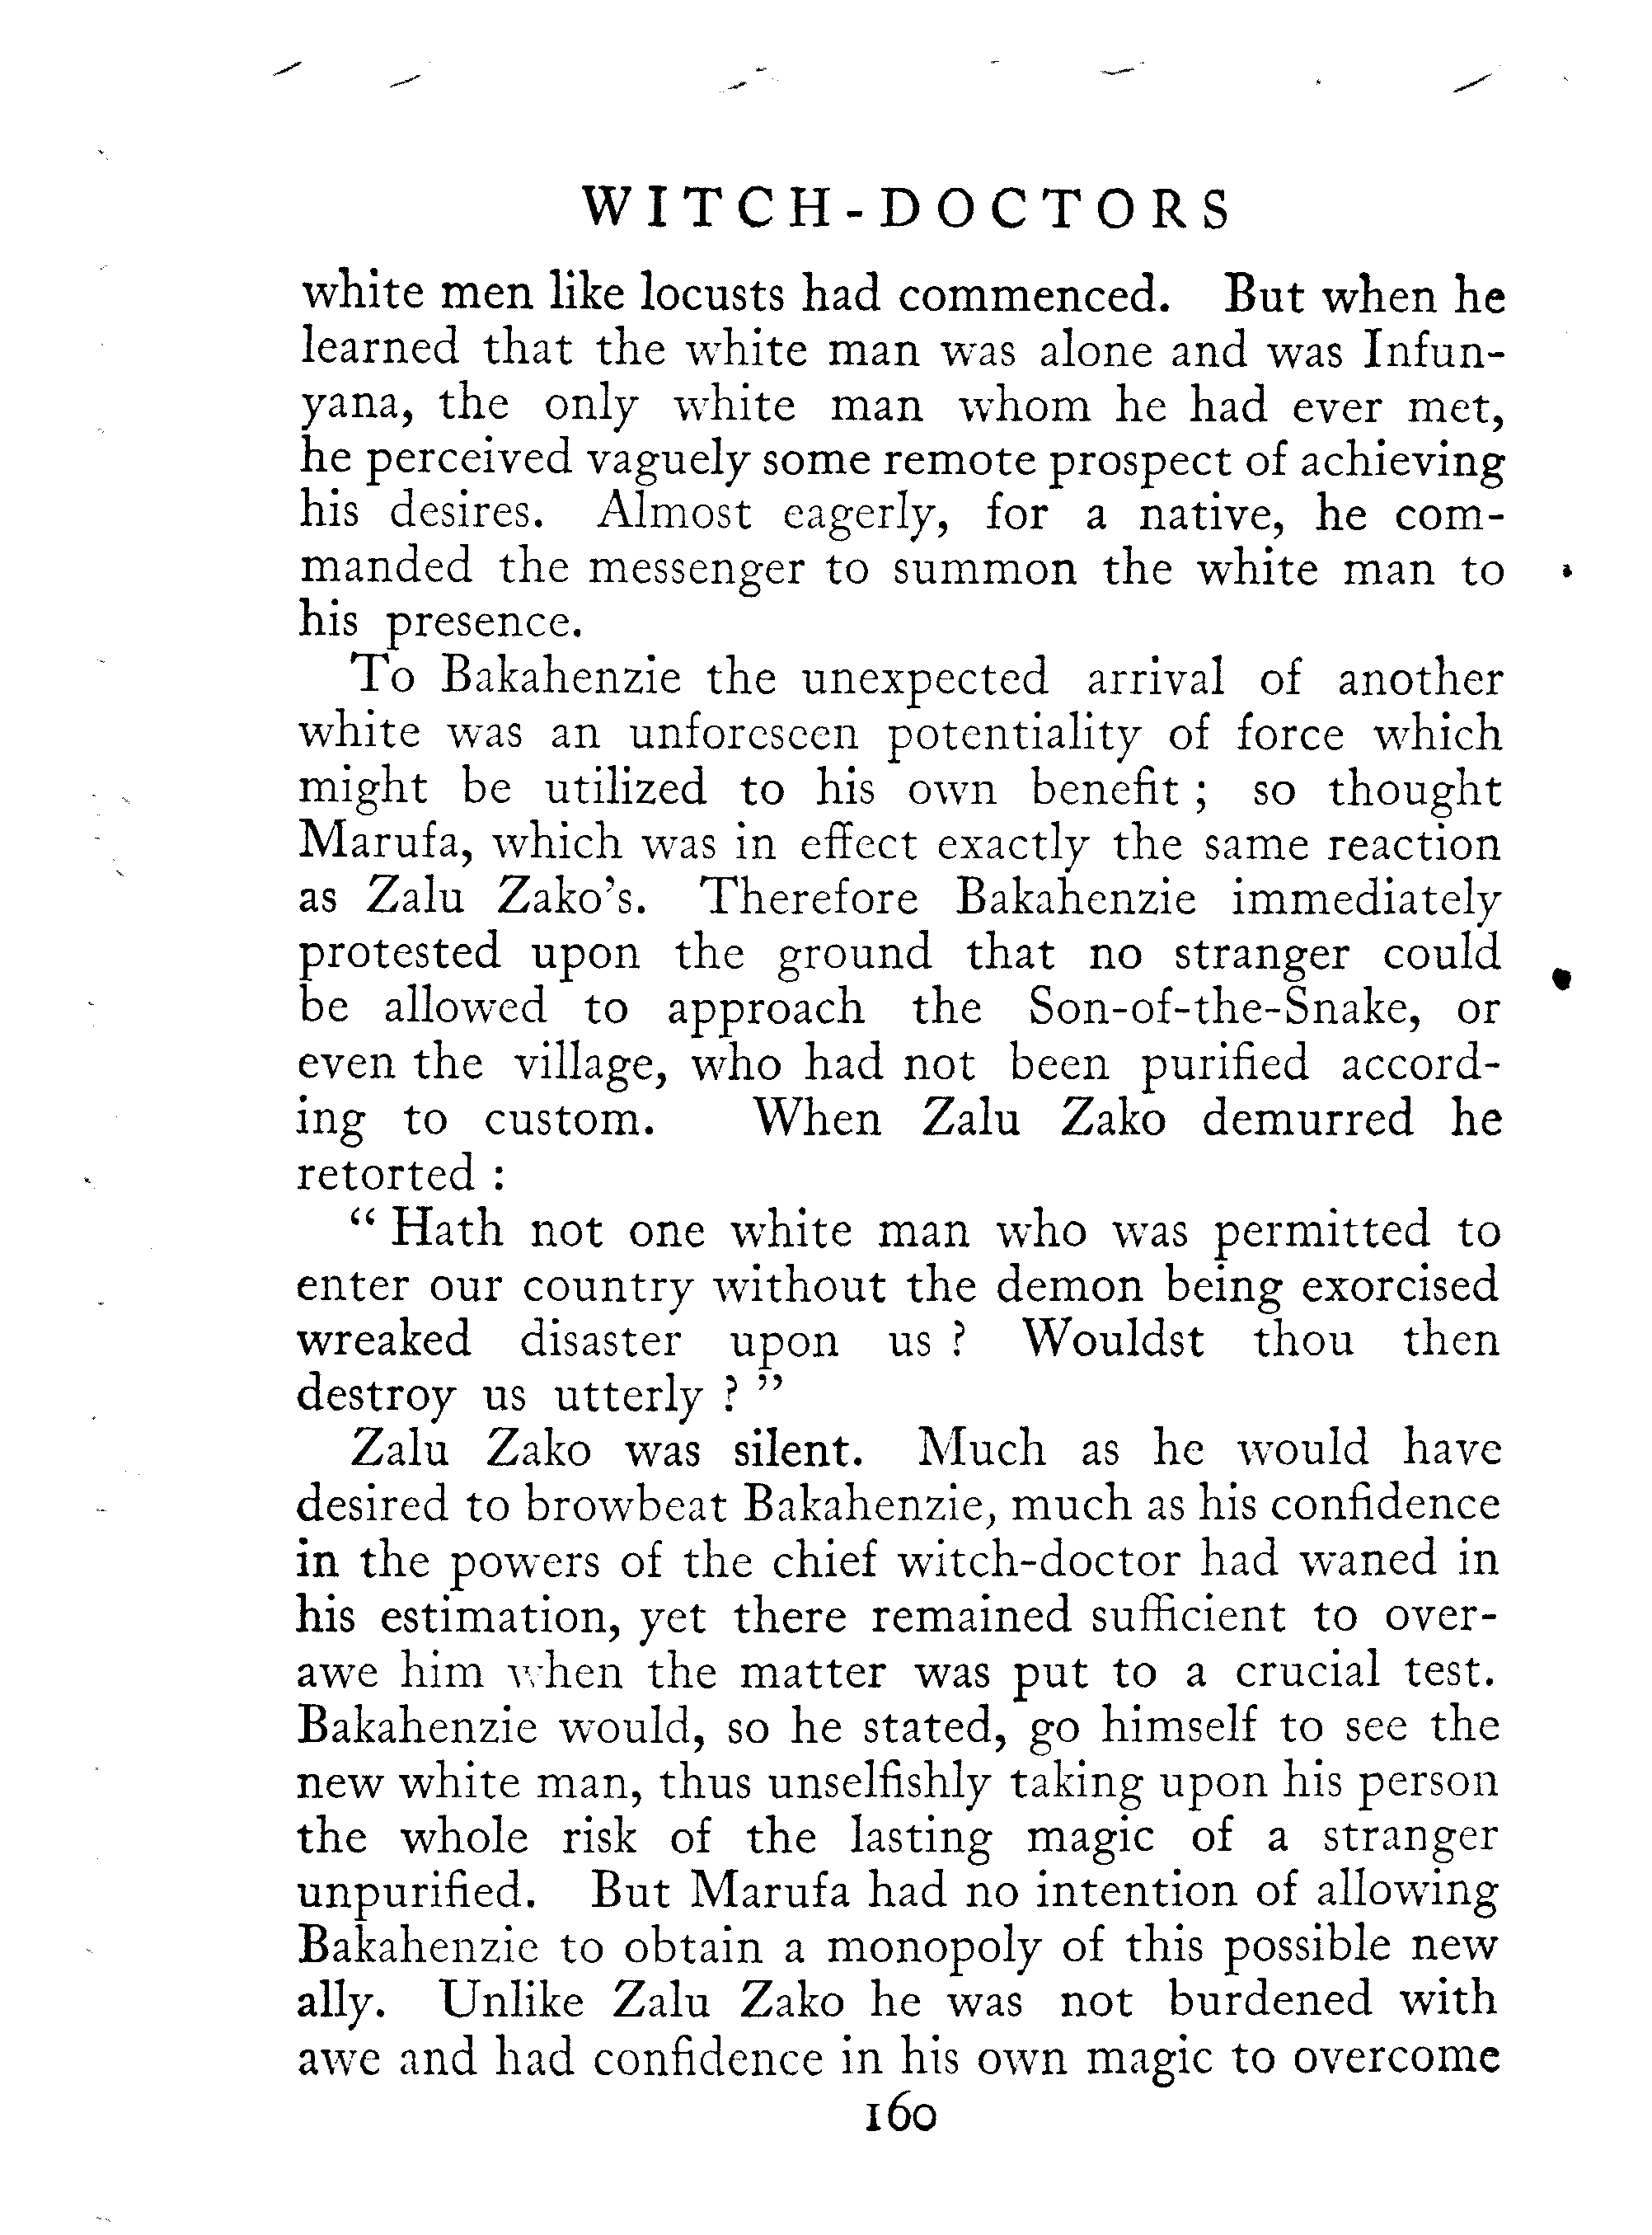 WITCH-DOCTORS
white men like locusts had commenced. But when he
learned that the white man was alone and was Infun-
yana, the only white man whom he had ever met,
he perceived vaguely some remote prospect of achieving
his desires. Almost eagerly, for a native, he com-
manded the messenger to summon the white man to
his presence.
To Bakahenzie the unexpected arrival of another
white was an unforeseen potentiality of force which
might be utilized to his own benefit ; so thought
Marufa, which was in effect exactly the same reaction
as Zalu Zako's. Therefore Bakahenzie immediately
protested upon the ground that no stranger could
be allowed to approach the Son-of-the-Snake, or
even the village, who had not been purified accord-
ing to custom. When Zalu Zako demurred he
retorted :
“ Hath not one white man who was permitted to
enter our country without the demon being exorcised
wreaked disaster upon us ? Wouldst thou then
destroy us utterly ? ”
Zalu Zako was silent. Much as he would have
desired to browbeat Bakahenzie, much as his confidence
in the powers of the chief witch-doctor had waned in
his estimation, yet there remained sufficient to over-
awe him when the matter was put to a crucial test.
Bakahenzie would, so he stated, go himself to see the
new white man, thus unselfishly taking upon his person
the whole risk of the lasting magic of a stranger
unpurified. But Marufa had no intention of allowing
Bakahenzie to obtain a monopoly of this possible new
ally. Unlike Zalu Zako he was not burdened with
awe and had confidence in his own magic to overcome
160